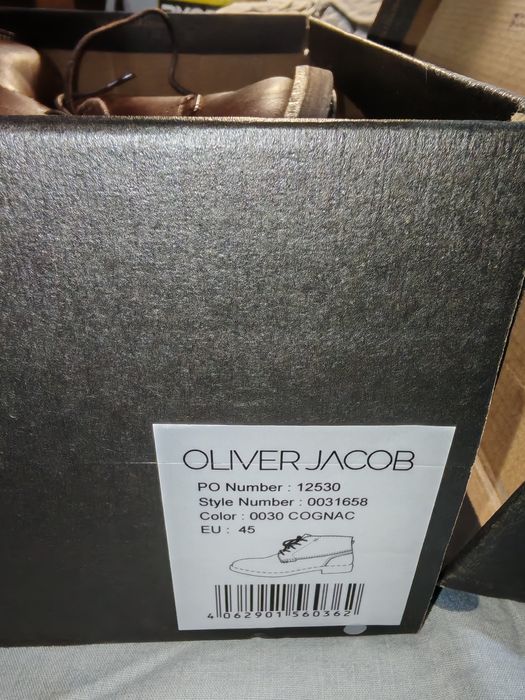 OLIVER JACOB
PO Number : 12530
Style Number : 0031658
Color : 0030 COGNAC
EU : 45
4 062901 560362